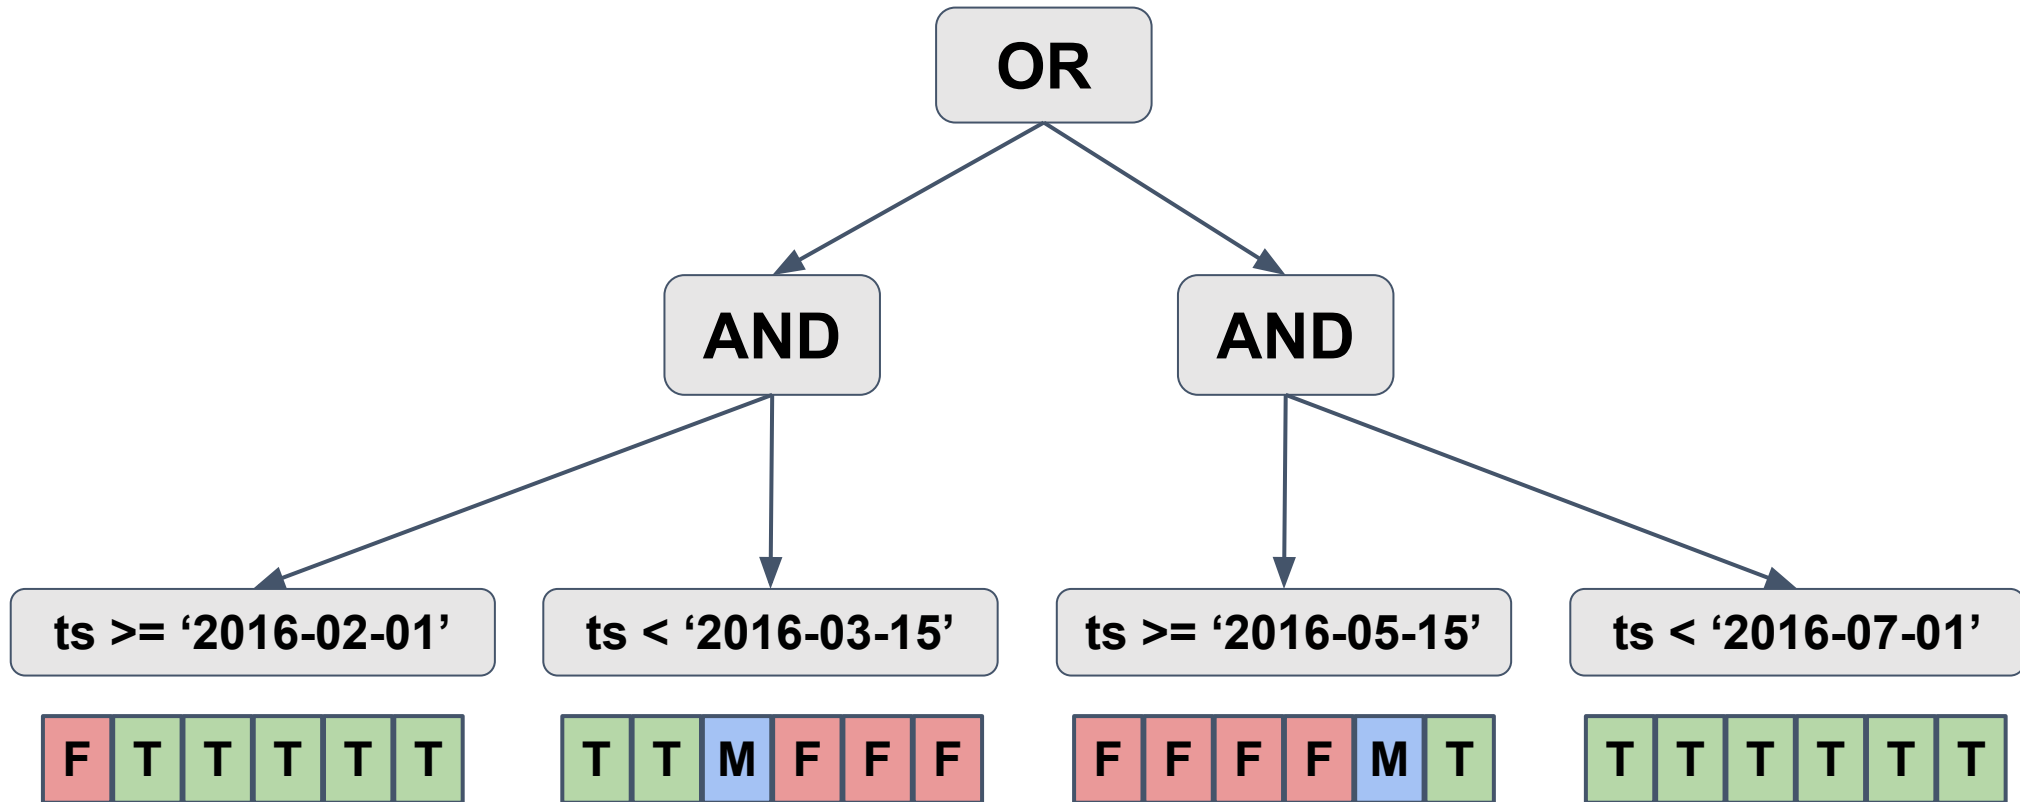 OR
AND AND
ts >= ‘2016-02-01’ ts < ‘2016-03-15’ ts >= ‘2016-05-15’ ts < ‘2016-07-01’
F T T T T T T T M F F F F F F F M T T T T T T T